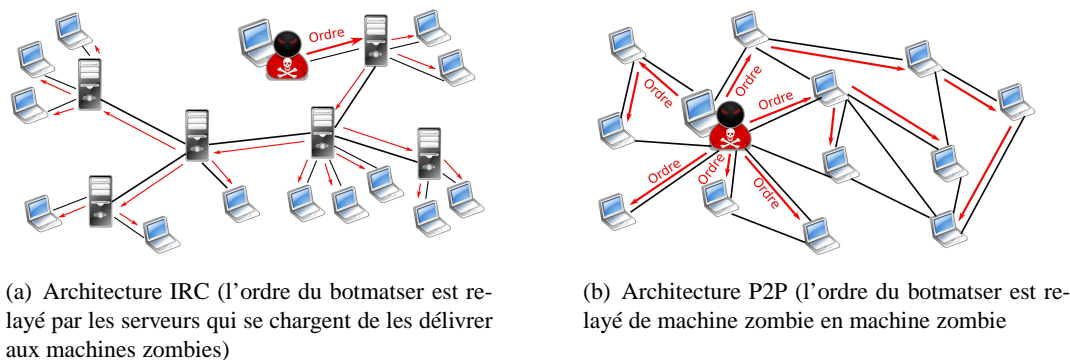 Ordre
Ordre
Ordre
Ordre
Ordre
Ordre
Ordre
(a) Architecture IRC (l'ordre du botmatser est re-
layé par les serveurs qui se chargent de les délivrer
aux machines zombies)
(b) Architecture P2P (l'ordre du botmatser est re-
layé de machine zombie en machine zombie